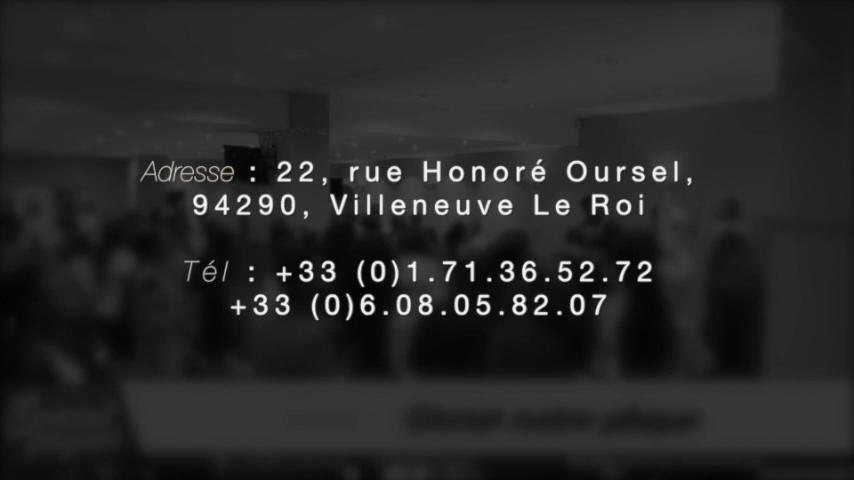 Adresse : 22, rue Honoré Oursel,
94290, Villeneuve Le Roi
Tél : +33 (0)1.71.36.52.72
+33 (0)6.08.05.82.07